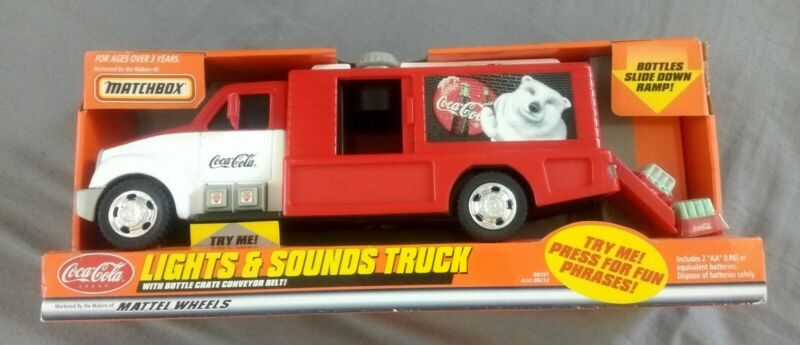 FOR AGES OVER 3 YEARS.
Marketed By the Makers of:
MATCHBOX
BOTTLES
SLIDE DOWN
RAMP!
Coca-Cola
Coca-Cola
Coca-Cola
TRY ME!
Coca-Cola
LIGHTS & SOUNDS TRUCK
WITH BOTTLE CRATE CONVEYOR BELT!
TRY ME!
PRESS FOR FUN
PHRASES!
Includes 2 "AA" (LR6) or
equivalent batteries.
Dispose of batteries safely.
Marketed By the Makers of:
MATTEL WHEELS